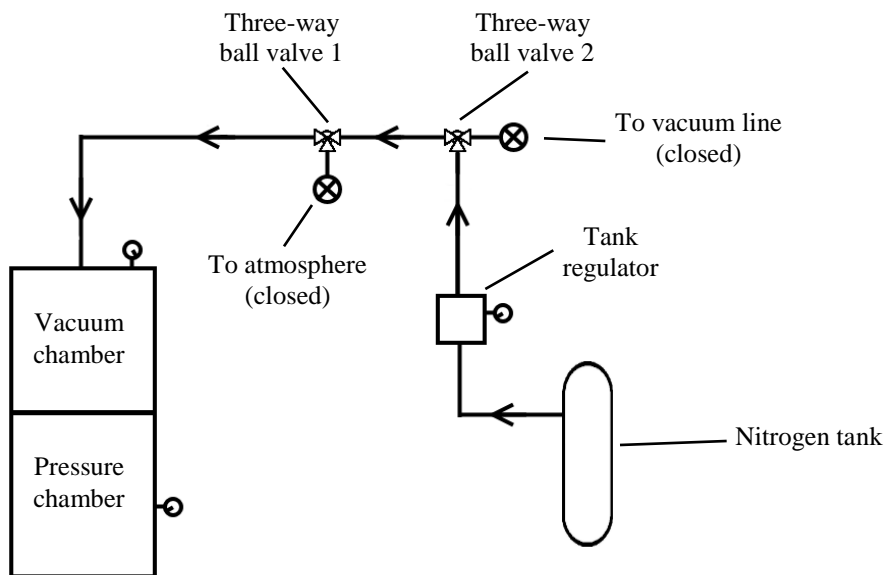 Three-way
ball valve 1
Three-way
ball valve 2
To vacuum line
(closed)
To atmosphere
(closed)
Tank
regulator
Vacuum
chamber
Nitrogen tank
Pressure
chamber